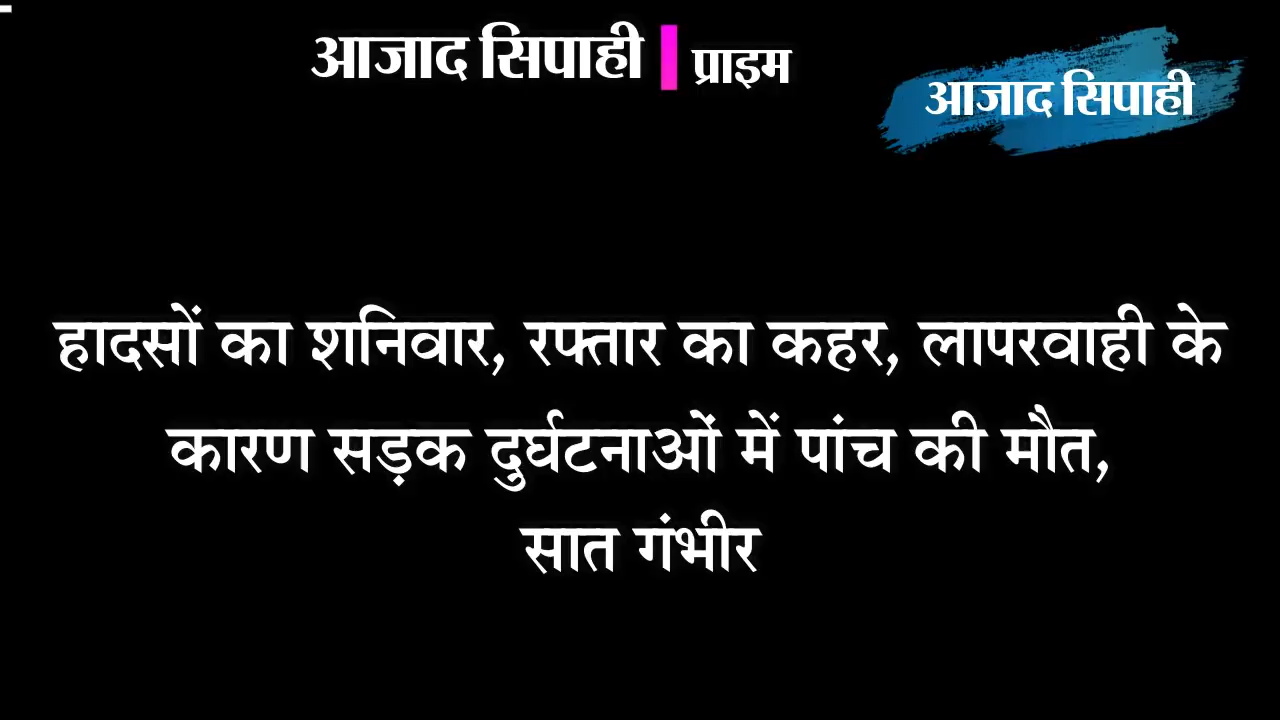 आजाद सिपाही | प्राइम
आजाद सिपाही
हादसों का शनिवार, रफ्तार का कहर, लापरवाही के
कारण सड़क दुर्घटनाओं में पांच की मौत,
सात गंभीर